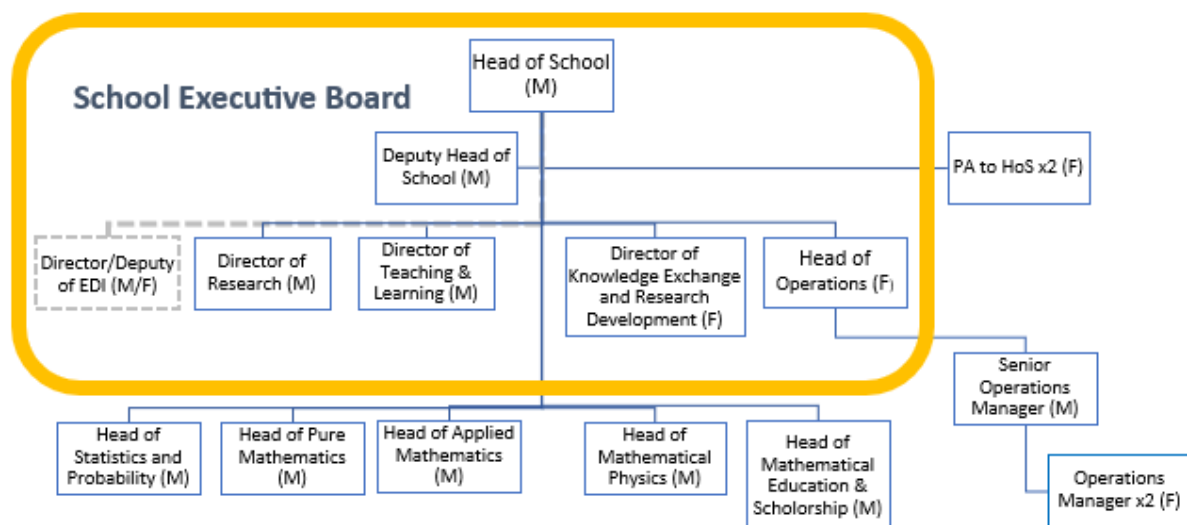 Head of School
(M)
School Executive Board
Deputy Head of
School (M)
PA to HoS x2 (F)
Director/Deputy
of EDI (M/F)
Director of
Research (M)
Director of
Teaching &
Learning (M)
Director of
Knowledge Exchange
and Research
Development (F)
Head of
Operations (F)
Senior
Operations
Manager (M)
Head of
Statistics and
Probability (M)
Head of Pure
Mathematics
(M)
Head of Applied
Mathematics
(M)
Head of
Mathematical
Physics (M)
Head of
Mathematical
Education &
Scholorship (M)
Operations
Manager x2 (F)